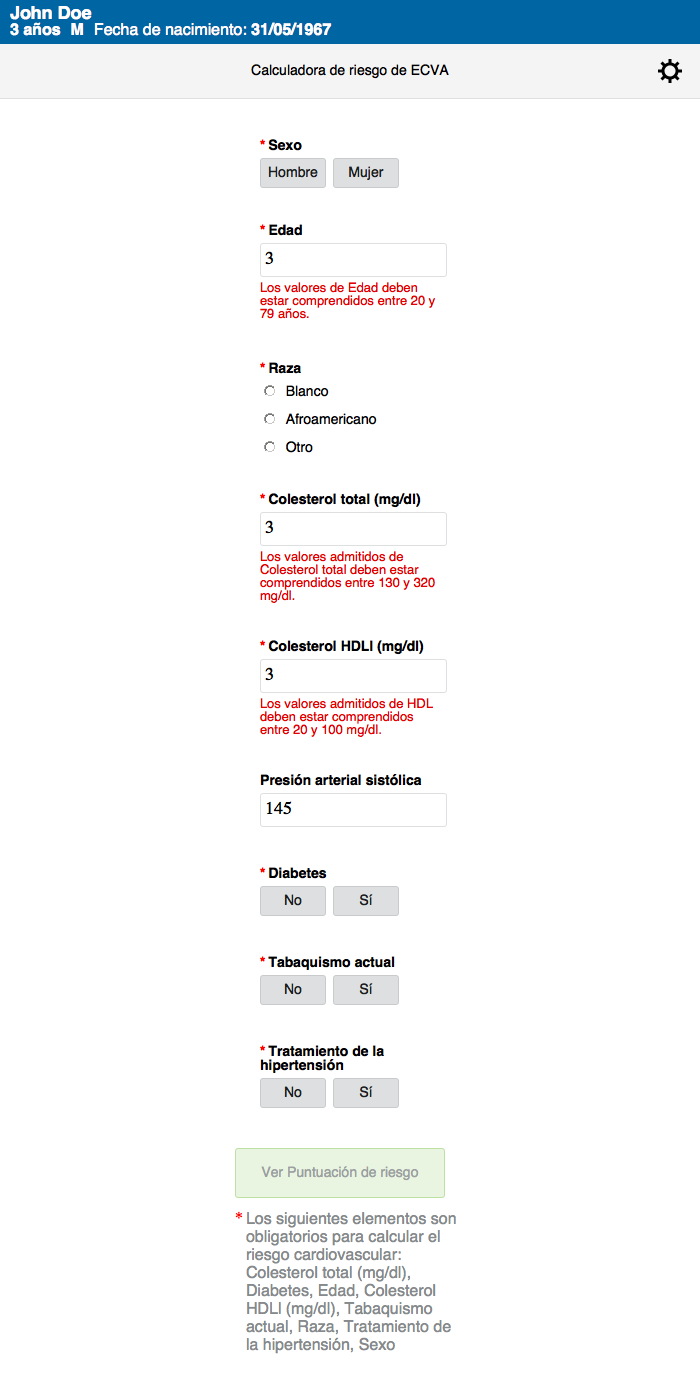 John Doe
3 años M Fecha de nacimiento: 31/05/1967
Calculadora de riesgo de ECVA
* Sexo
Hombre Mujer
* Edad
3
Los valores de Edad deben
estar comprendidos entre 20 y
79 años.
* Raza
Blanco
Afroamericano
Otro
* Colesterol total (mg/dl)
3
Los valores admitidos de
Colesterol total deben estar
comprendidos entre 130 y 320
mg/dl.
* Colesterol HDLl (mg/dl)
3
Los valores admitidos de HDL
deben estar comprendidos
entre 20 y 100 mg/dl.
Presión arterial sistólica
145
* Diabetes
No Sí
* Tabaquismo actual
No Sí
* Tratamiento de la
hipertensión
No Sí
Ver Puntuación de riesgo
* Los siguientes elementos son
obligatorios para calcular el
riesgo cardiovascular:
Colesterol total (mg/dl),
Diabetes, Edad, Colesterol
HDLl (mg/dl), Tabaquismo
actual, Raza, Tratamiento de
la hipertensión, Sexo